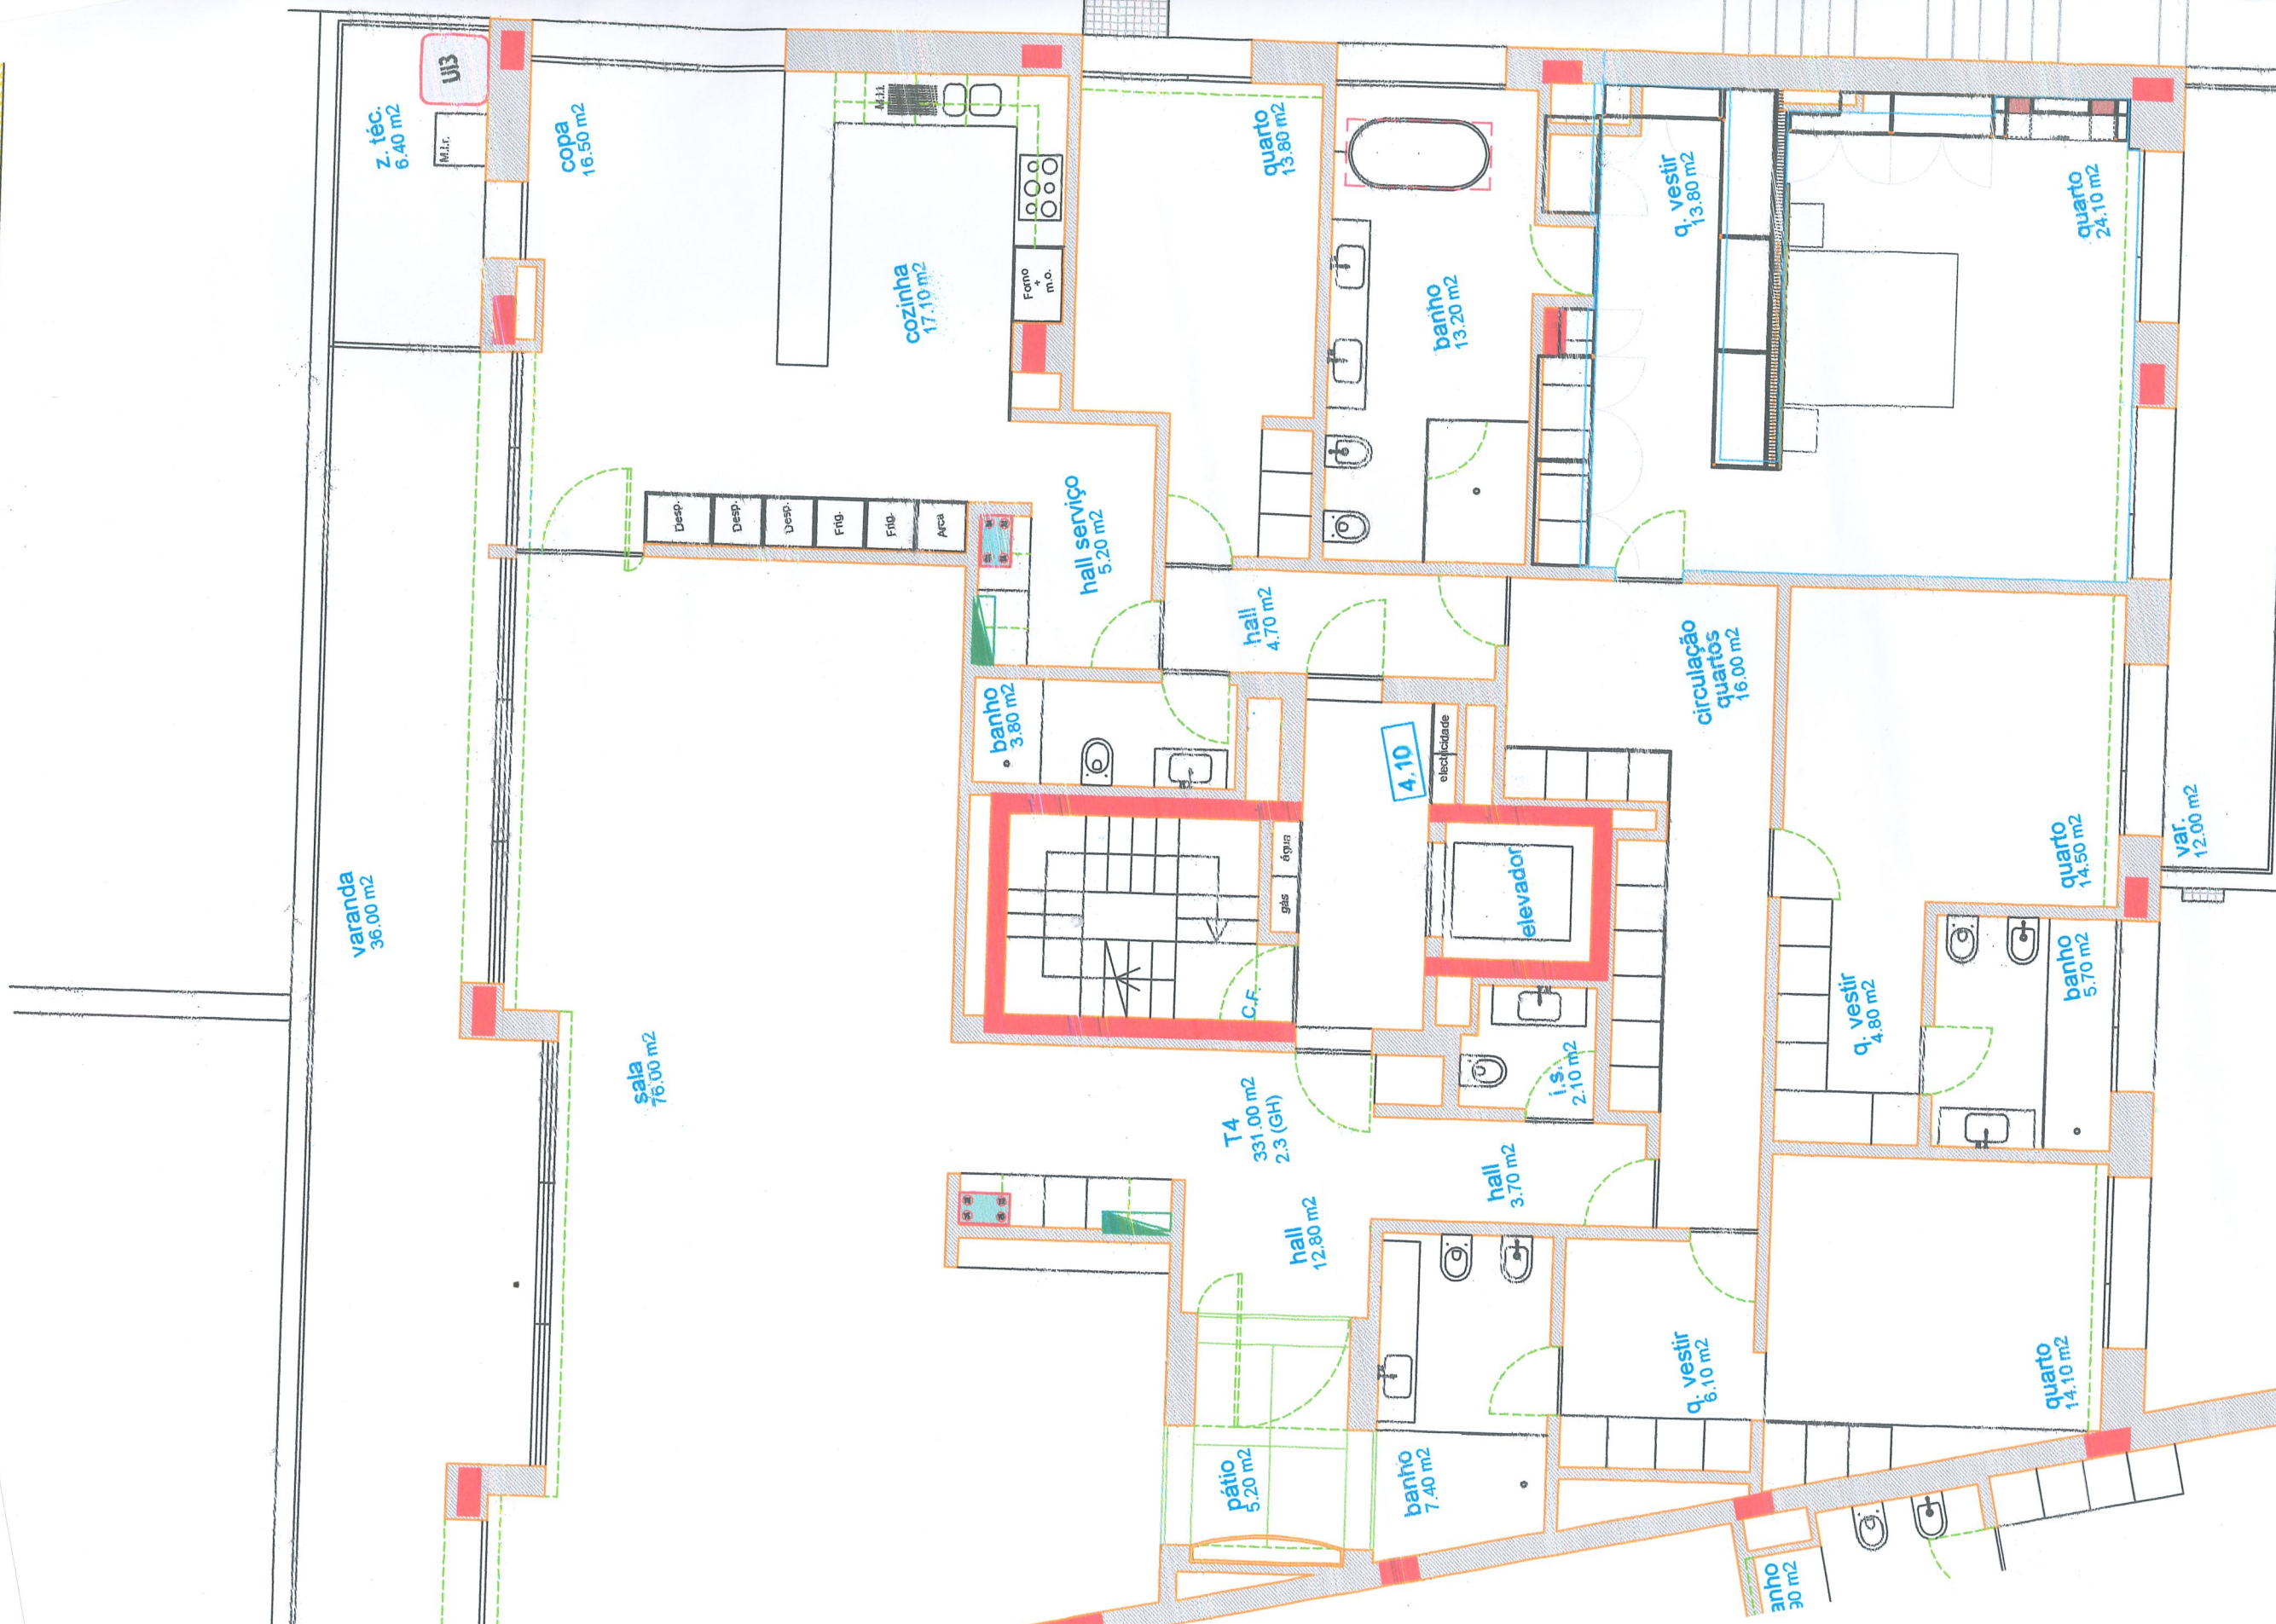 UI3
z. téc.
6.40 m2
M.l.r.
copa
16.50 m2
M.l.l.
cozinha
17.10 m2
Forno
+
m.o.
quarto
13.80 m2
banho
13.20 m2
q. vestir
13.80 m2
quarto
24.10 m2
Desp.
Desp.
Desp.
Frig.
Frig.
Arca
hall serviço
5.20 m2
hall
4.70 m2
circulação
quartos
16.00 m2
banho
3.80 m2
4.10
electricidade
água
gás
elevador
C.F.
varanda
36.00 m2
sala
76.00 m2
T4
331.00 m2
2.3 (GH)
i.s.
2.10 m2
hall
3.70 m2
hall
12.80 m2
q. vestir
4.80 m2
quarto
14.50 m2
var.
12.00 m2
banho
5.70 m2
pátio
5.20 m2
banho
7.40 m2
q. vestir
6.10 m2
quarto
14.10 m2
anho
90 m2